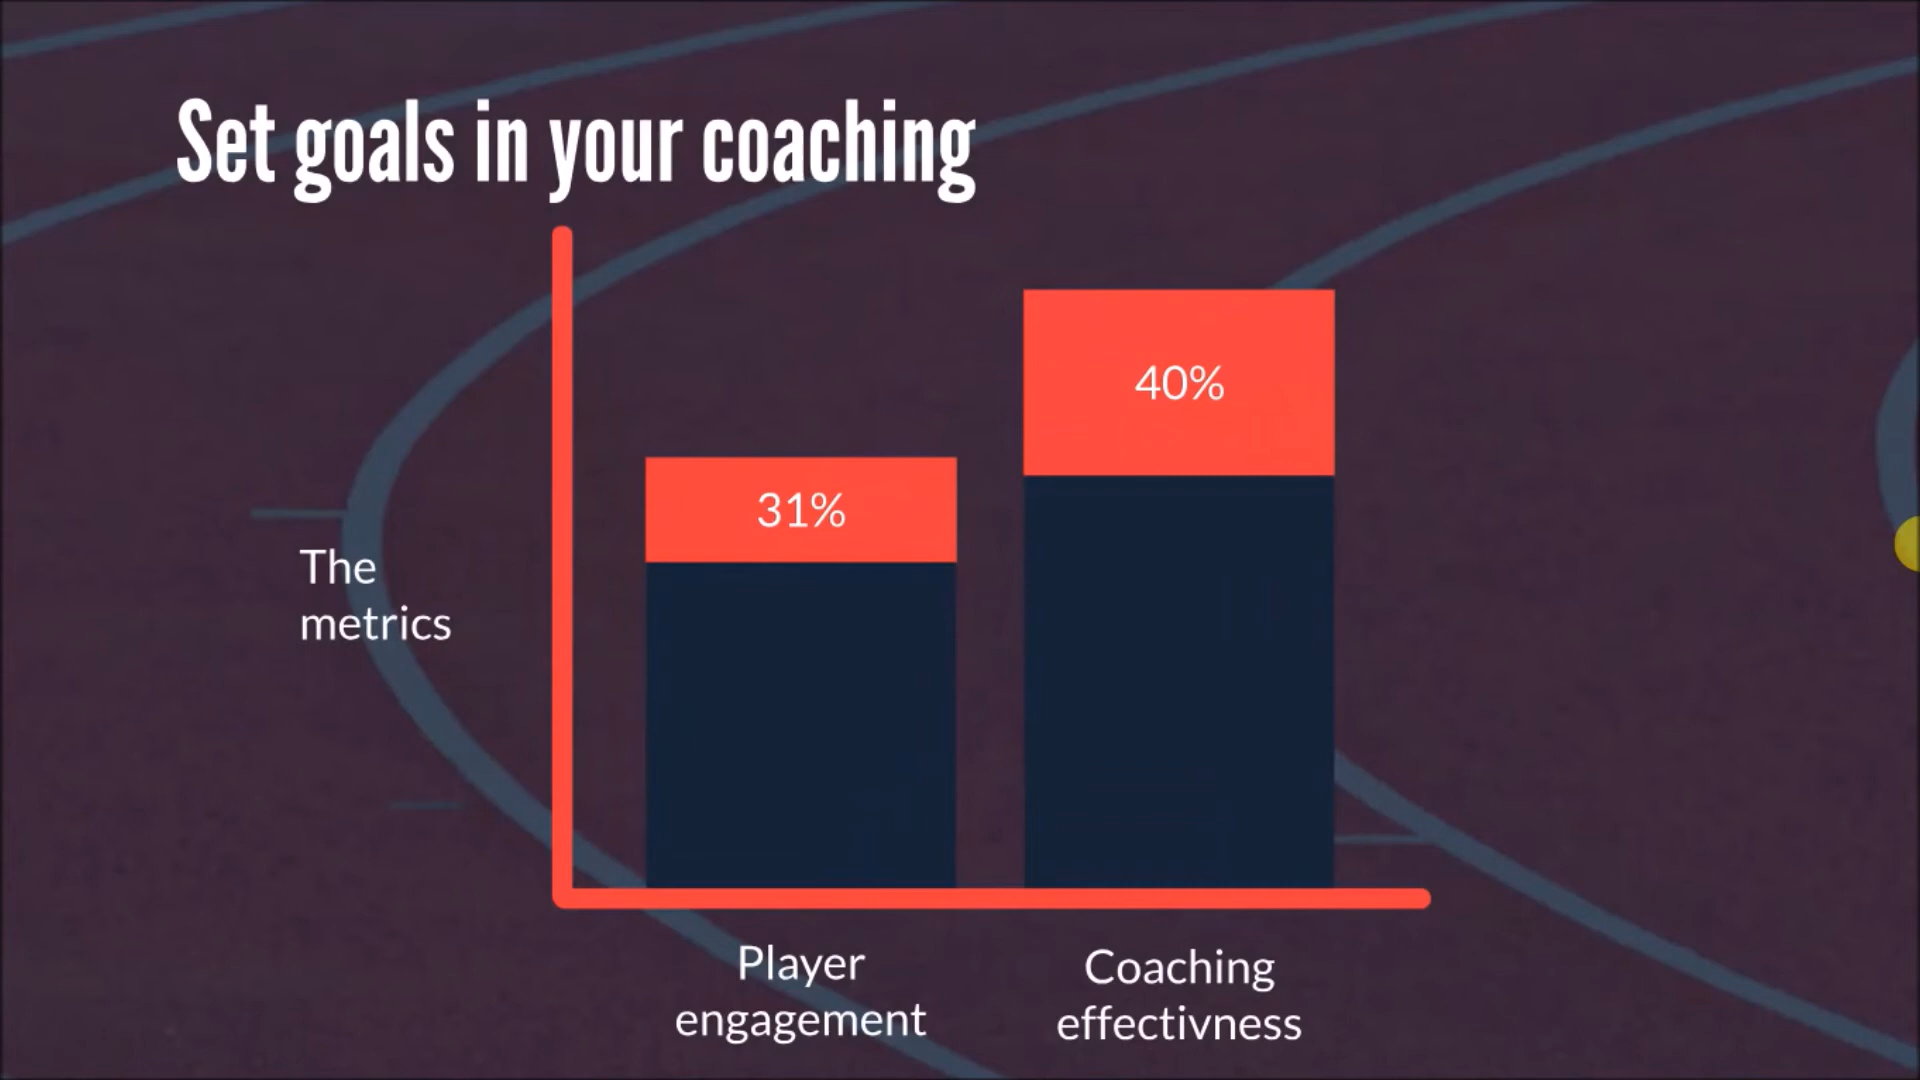 Set goals in your coaching
40%
31%
The
metrics
Player
engagement
Coaching
effectivness